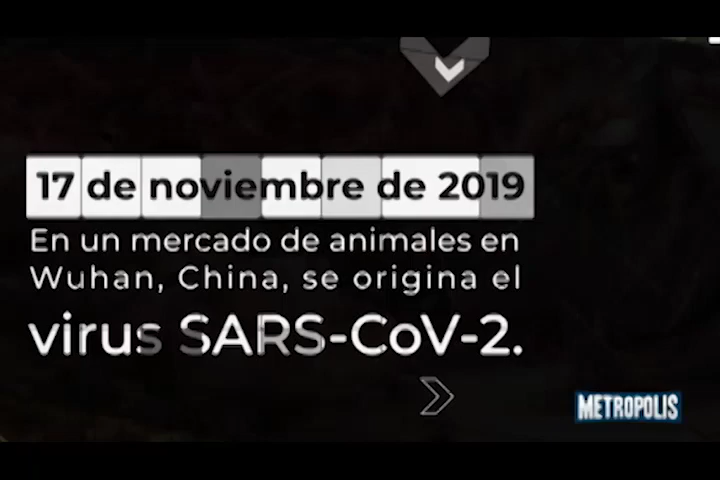 17 de noviembre de 2019
En un mercado de animales en
Wuhan, China, se origina el
virus SARS-CoV-2.
METROPOLIS